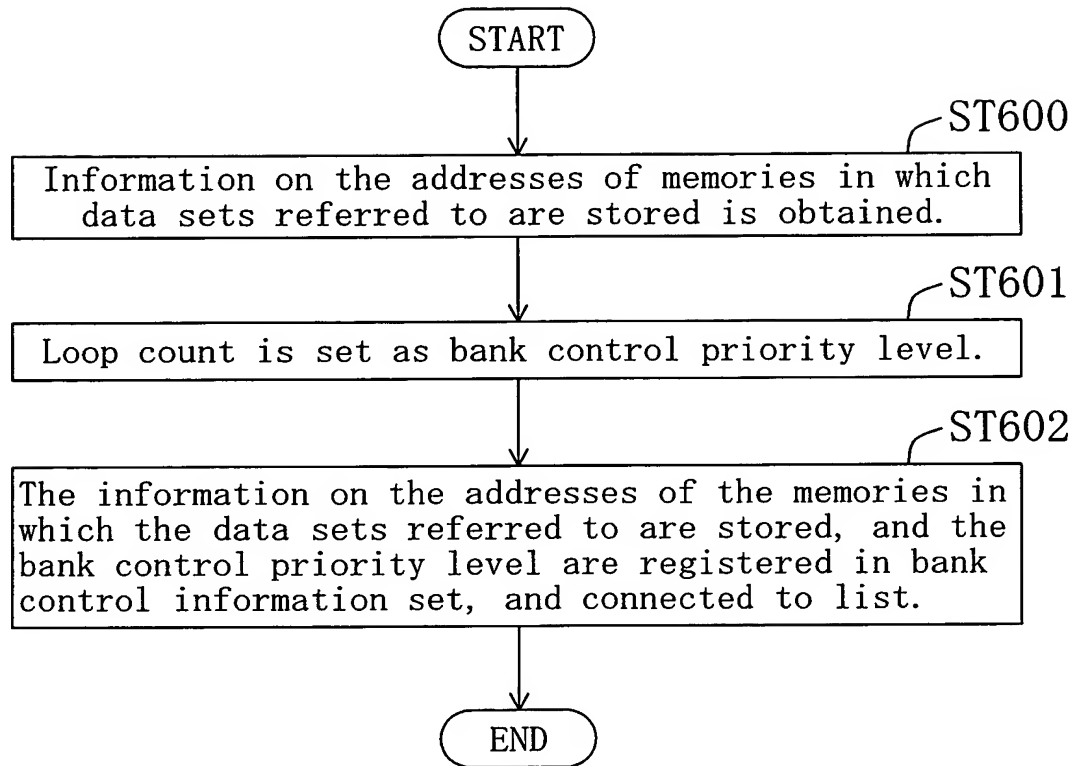 START
ST600
Information on the addresses of memories in which
data sets referred to are stored is obtained.
ST601
Loop count is set as bank control priority level.
ST602
The information on the addresses of the memories in
which the data sets referred to are stored, and the
bank control priority level are registered in bank
control information set, and connected to list.
END